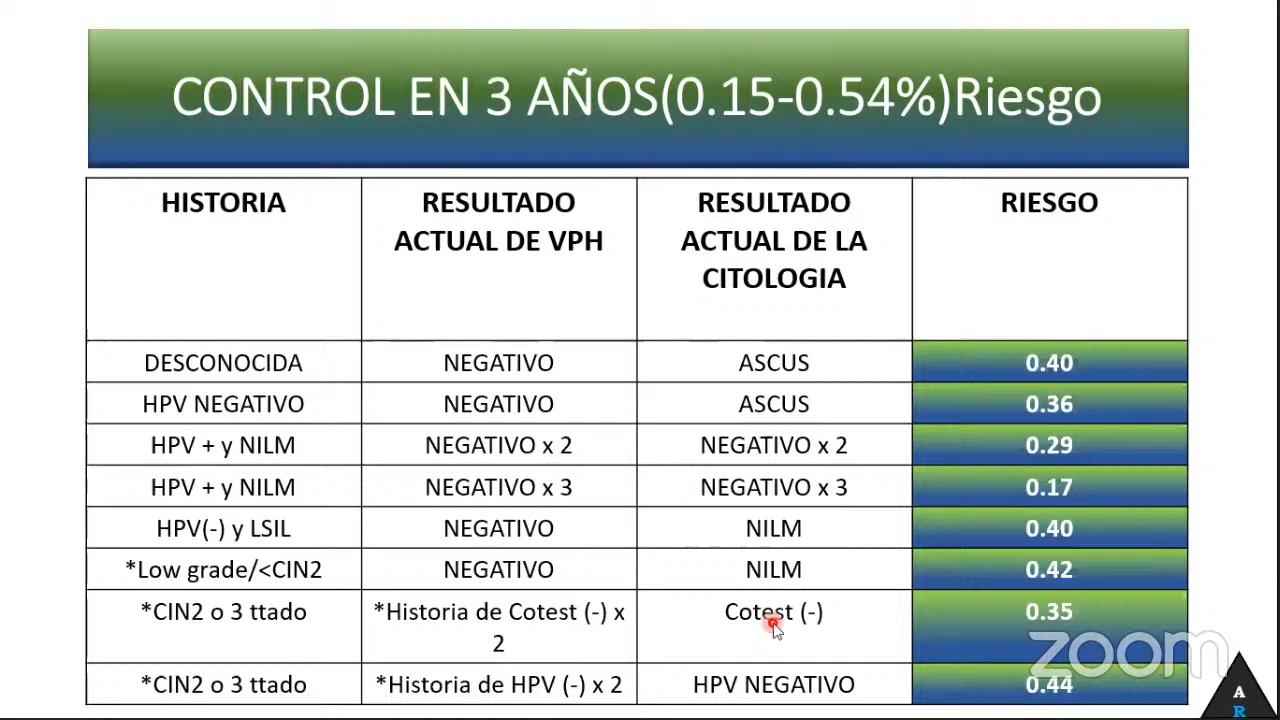 CONTROL EN 3 AÑOS(0.15-0.54%)Riesgo
HISTORIA
RESULTADO
ACTUAL DE VPH
RESULTADO
ACTUAL DE LA
CITOLOGIA
RIESGO
DESCONOCIDA NEGATIVO ASCUS 0.40
HPV NEGATIVO NEGATIVO ASCUS 0.36
HPV + y NILM NEGATIVO x 2 NEGATIVO x 2 0.29
HPV + y NILM NEGATIVO x 3 NEGATIVO x 3 0.17
HPV(-) y LSIL NEGATIVO NILM 0.40
*Low grade/<CIN2 NEGATIVO NILM 0.42
*CIN2 o 3 ttado *Historia de Cotest (-) x
2 Cotest (-) 0.35
*CIN2 o 3 ttado *Historia de HPV (-) x 2 HPV NEGATIVO 0.44
zoom
A
R